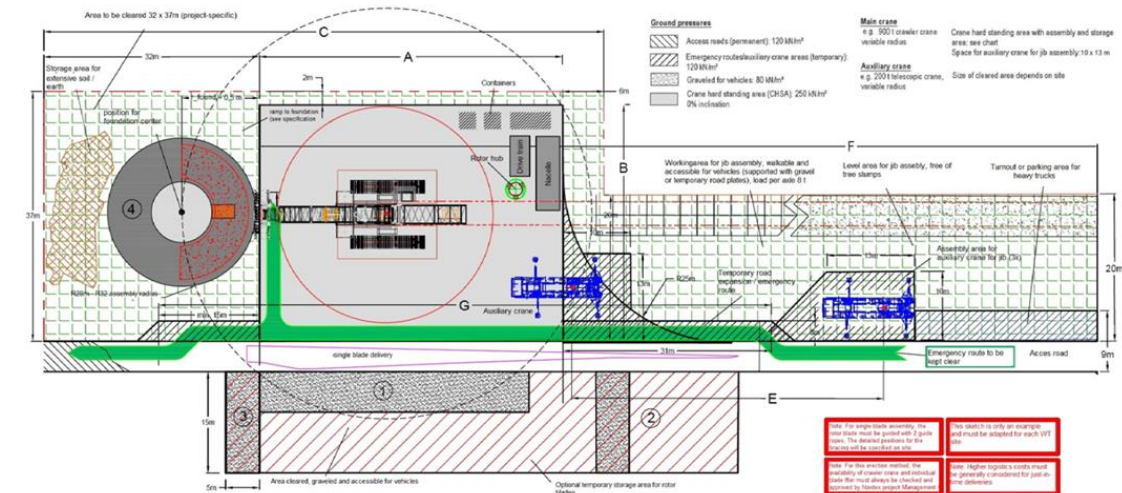 Area to be cleared 32 x 37m (project-specific)
C
32m
A
Storage area for
extensive soil /
earth
2m
Containers
6m
position for
foundation center
ramp to foundation
(see specification
Rotor hub
Drive train
Nacelle
B
37m
4
R25m
G
Auxiliary crane
13m
20m
Temporary road
expansion / emergency
route
single blade delivery
31m
1
2
3
15m
5m
E
Area cleared, graveled and accessible for vehicles
Optional temporary storage area for rotor
blades
Ground pressures
Access roads (permanent): 120 kN/m²
Emergency routes/auxiliary crane areas (temporary):
120 kN/m²
Graveled for vehicles: 80 kN/m²
Crane hard standing area (CHSA): 250 kN/m²
0% inclination
Main crane
e.g. 900 t crawler crane
variable radius
Auxiliary crane
e.g. 200 t telescopic crane,
variable radius
Crane hard standing area with assembly and storage
area: see chart
Space for auxiliary crane for jib assembly: 10 x 13 m
Size of cleared area depends on site
F
Workingarea for jib assembly, walkable and
accessible for vehicles (supported with gravel
or temporary road plates), load per axle 8 t
Level area for jib assebly, free of
tree stumps
Turnout or parking area for
heavy trucks
Assembly area for
auxiliary crane for jib (3x)
13m
10m
20m
9m
Emergency route to be
kept clear
Acces road
Note: For single blade assembly, the
rotor blade must be guided with 2 guide
ropes. The detailed positions for the
bracing will be specified on site.
This sketch is only an example
and must be adapted for each WT
site.
Note: For this erection method, the
availability of crawler crane and individual
blade lifter must always be checked and
approved by Nordex project Management
Note: Higher logistics costs must
be generally considered for just-in-
time deliveries